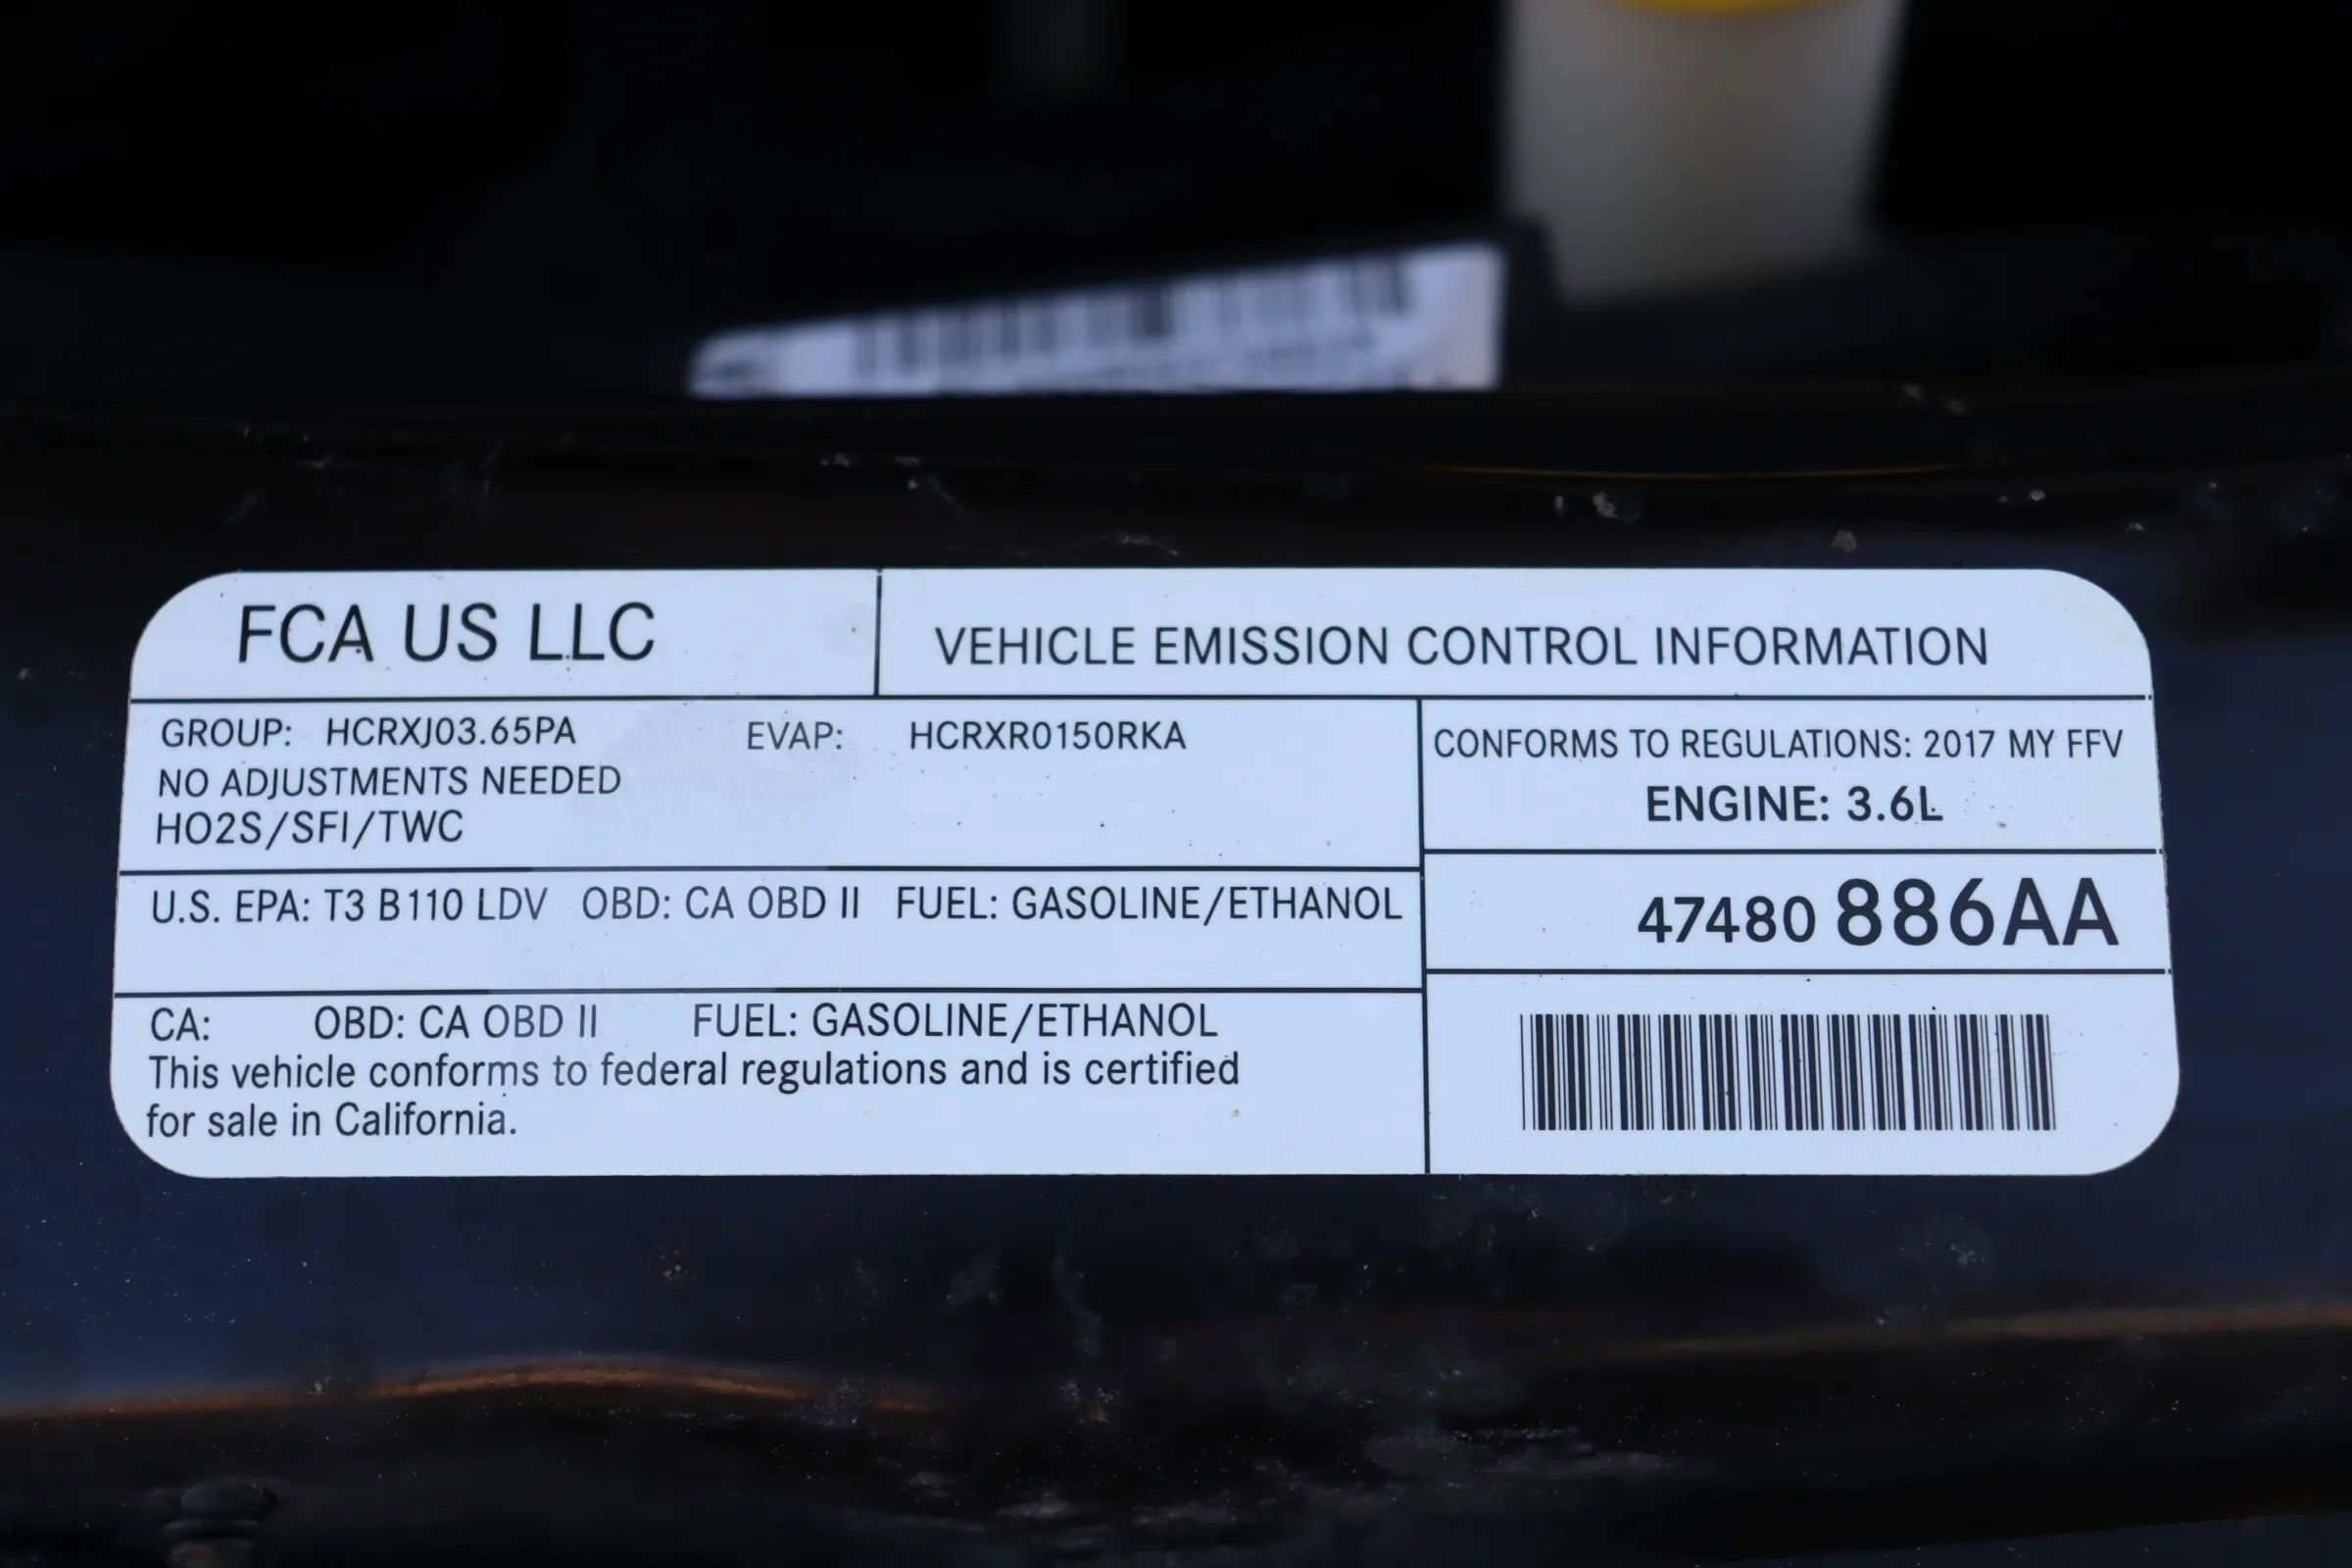 FCA US LLC
VEHICLE EMISSION CONTROL INFORMATION
GROUP: HCRXJ03.65PA EVAP: HCRXR0150RKA
NO ADJUSTMENTS NEEDED
HO2S/SFI/TWC
CONFORMS TO REGULATIONS: 2017 MY FFV
ENGINE: 3.6L
U.S. EPA: T3 B110 LDV OBD: CA OBD II FUEL: GASOLINE/ETHANOL
47480 886AA
CA: OBD: CA OBD II FUEL: GASOLINE/ETHANOL
This vehicle conforms to federal regulations and is certified
for sale in California.